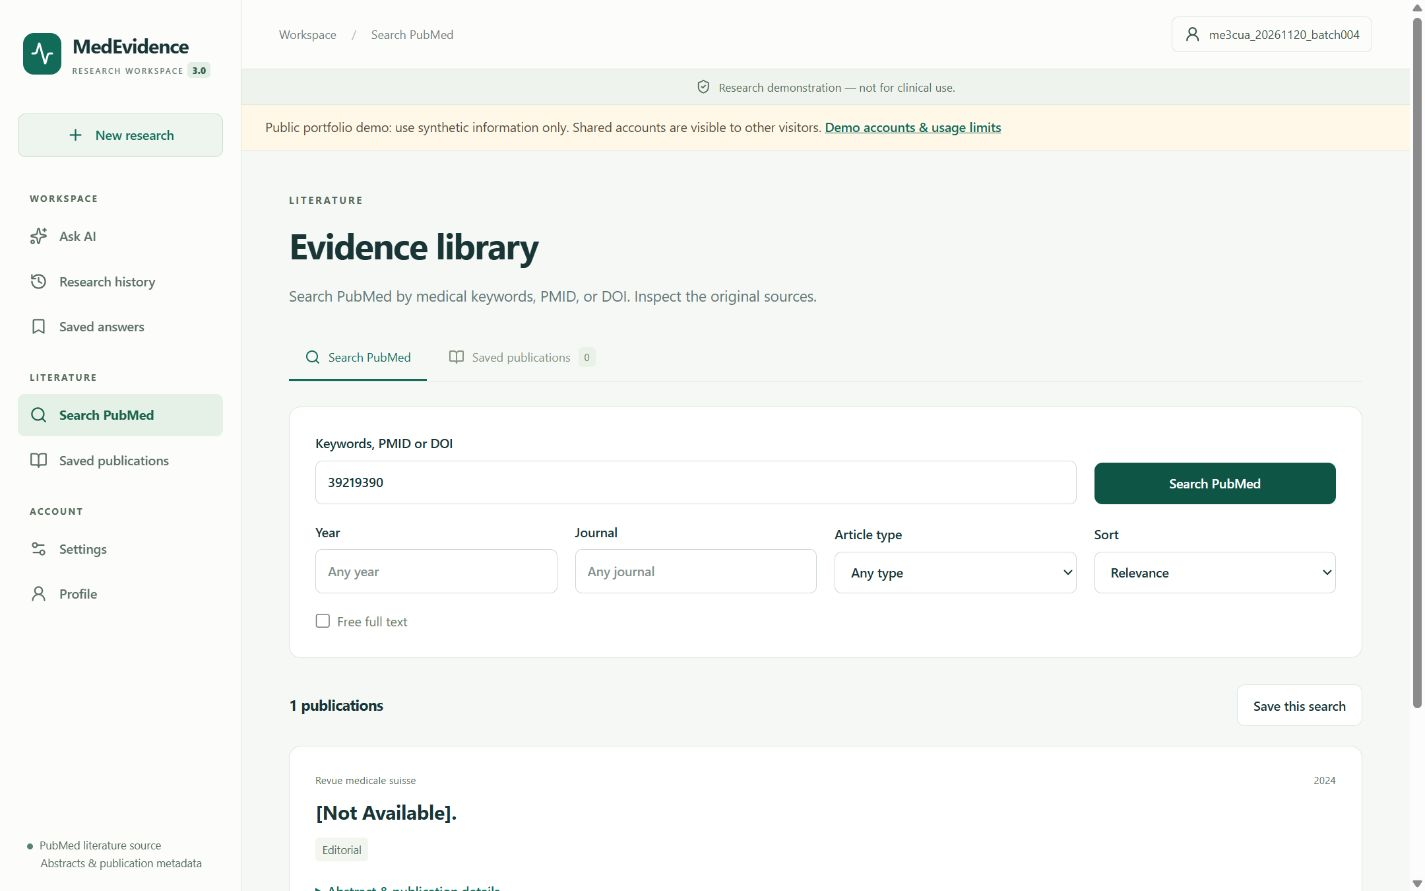 MedEvidence
RESEARCH WORKSPACE 3.0
New research
WORKSPACE
Ask AI
Research history
Saved answers
LITERATURE
Search PubMed
Saved publications
ACCOUNT
Settings
Profile
PubMed literature source
Abstracts & publication metadata
Workspace / Search PubMed
me3cua_20261120_batch004
Research demonstration — not for clinical use.
Public portfolio demo: use synthetic information only. Shared accounts are visible to other visitors. Demo accounts & usage limits
LITERATURE
Evidence library
Search PubMed by medical keywords, PMID, or DOI. Inspect the original sources.
Search PubMed
Saved publications 0
Keywords, PMID or DOI
39219390
Search PubMed
Year
Journal
Article type
Sort
Any year
Any journal
Any type
Relevance
Free full text
1 publications
Save this search
Revue medicale suisse
2024
[Not Available].
Editorial
Abstract & publication details